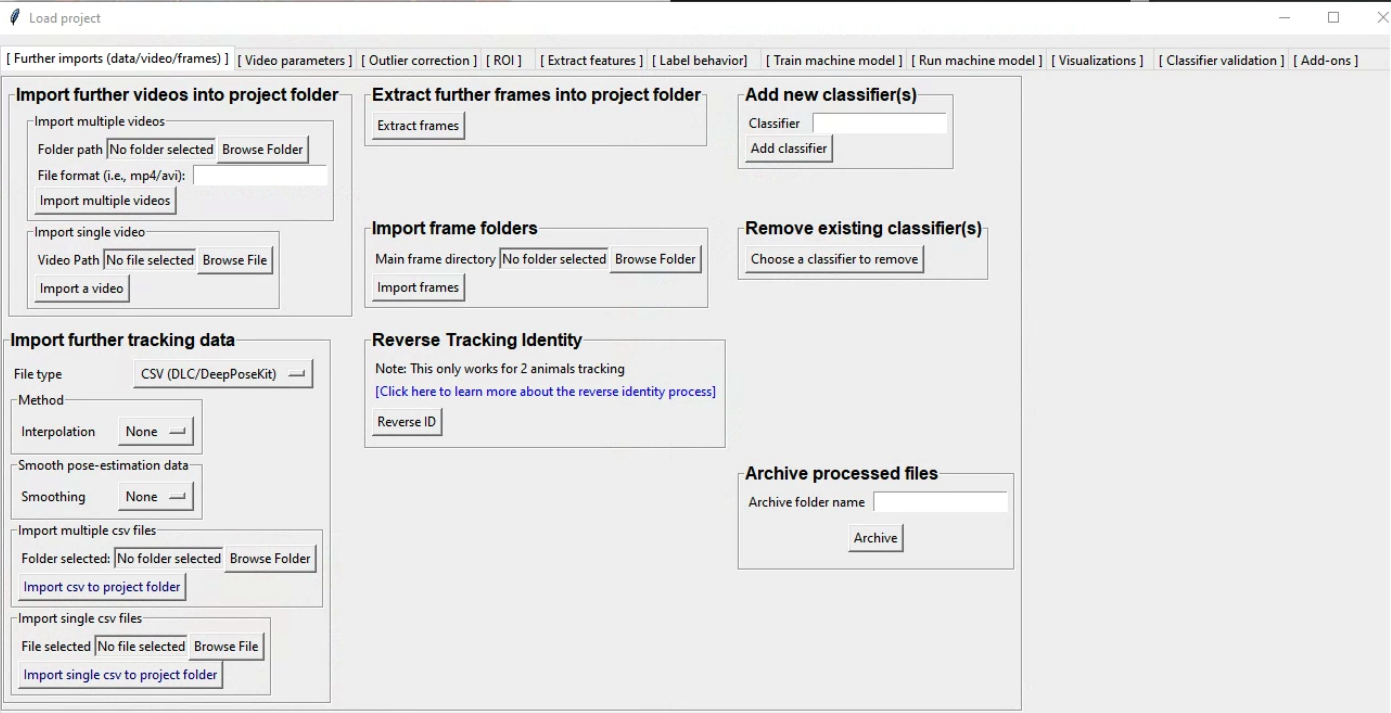 Load project
[ Further imports (data/video/frames) ] [ Video parameters ] [ Outlier correction ] [ ROI ] [ Extract features ] [ Label behavior] [ Train machine model ] [ Run machine model ] [ Visualizations ] [ Classifier validation ] [ Add-ons ]
Import further videos into project folder
Import multiple videos
Folder path No folder selected Browse Folder
File format (i.e., mp4/avi):
Import multiple videos
Import single video
Video Path No file selected Browse File
Import a video
Import further tracking data
File type CSV (DLC/DeepPoseKit)
Method
Interpolation None
Smooth pose-estimation data
Smoothing None
Import multiple csv files
Folder selected: No folder selected Browse Folder
Import csv to project folder
Import single csv files
File selected No file selected Browse File
Import single csv to project folder
Extract further frames into project folder
Extract frames
Import frame folders
Main frame directory No folder selected Browse Folder
Import frames
Reverse Tracking Identity
Note: This only works for 2 animals tracking
[Click here to learn more about the reverse identity process]
Reverse ID
Add new classifier(s)
Classifier
Add classifier
Remove existing classifier(s)
Choose a classifier to remove
Archive processed files
Archive folder name
Archive